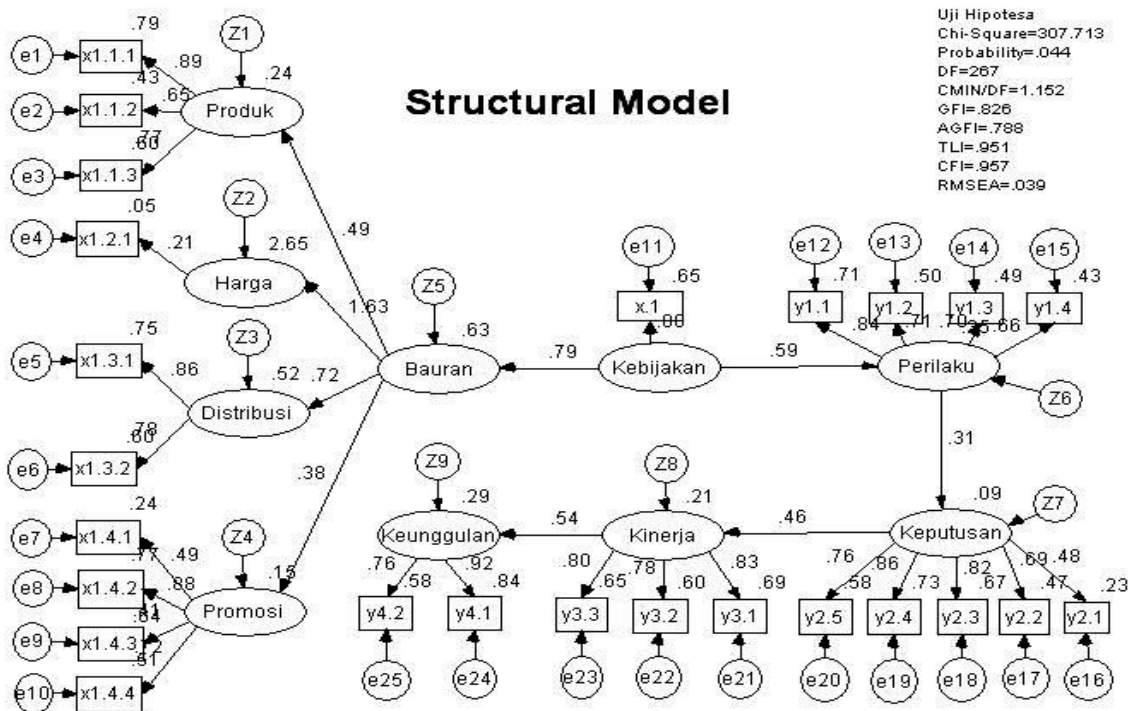 Uji Hipotesa
Chi-Square=307.713
Probability=.044
DF=267
CMIN/DF=1.152
GFI=.826
AGFI=.788
TLI=.951
CFI=.957
RMSEA=.039
Structural Model
.79
Z1
e1
x1.1.1
.89
.24
.43
e2
x1.1.2
.65
Produk
.77
.60
e3
x1.1.3
.49
.05
Z2
e4
x1.2.1
.21
2.65
Harga
1.63
.75
Z3
e5
x1.3.1
.86
.52
.72
Distribusi
.78
.60
e6
x1.3.2
.38
.24
e7
x1.4.1
.49
Z4
.77
e8
x1.4.2
.88
.15
Promosi
e9
x1.4.3
.64
.51
e10
x1.4.4
Z5
.63
Bauran
.79
e11
.65
x.1
Kebijakan
.59
e12
e13
e14
e15
.71
.50
.49
.43
y1.1
y1.2
y1.3
y1.4
.84
.71
.70
.66
Perilaku
Z6
.31
Z9
Z8
Z7
.29
.21
.09
Keunggulan
.54
Kinerja
.46
Keputusan
.76
.58
.92
.84
y4.2
y4.1
e25
e24
.80
.65
.78
.60
.83
.69
y3.3
y3.2
y3.1
e23
e22
e21
.76
.58
.86
.73
.82
.67
.69
.47
.48
.23
y2.5
y2.4
y2.3
y2.2
y2.1
e20
e19
e18
e17
e16